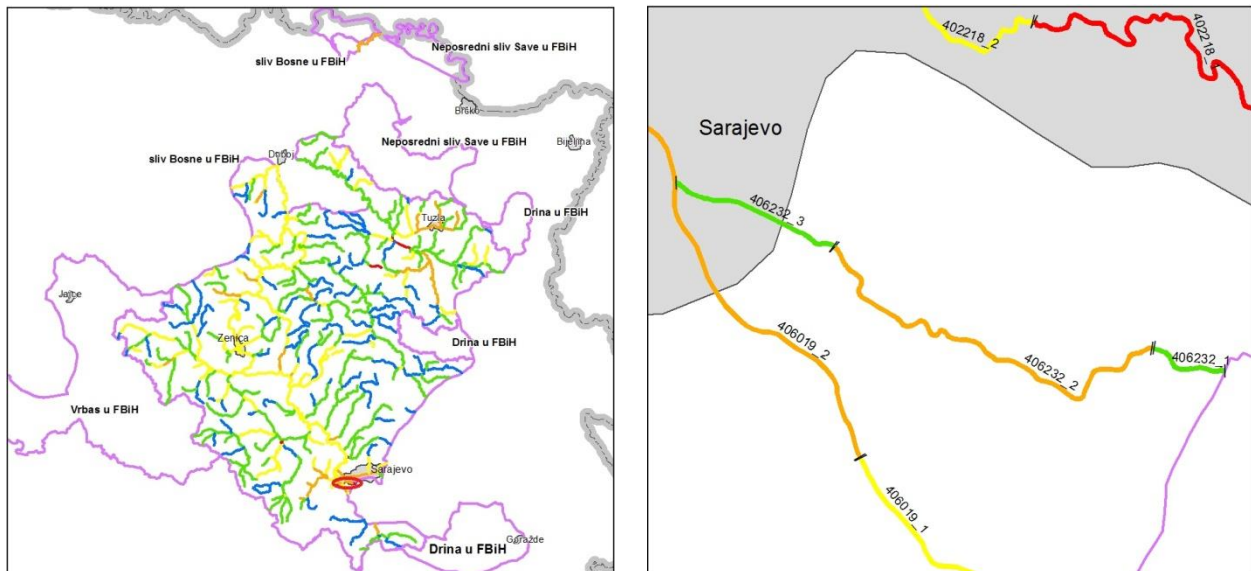 Neposredni sliv Save u FBiH
sliv Bosne u FBiH
Brčko
Bijeljina
Neposredni sliv Save u FBiH
sliv Bosne u FBiH
Doboj
Drina u FBiH
Tuzla
Jajce
Zenica
Drina u FBiH
Vrbas u FBiH
Sarajevo
Drina u FBiH
Goražde
402218_2
Sarajevo
406232_3
406232_2
406232_1
406019_2
406019_1